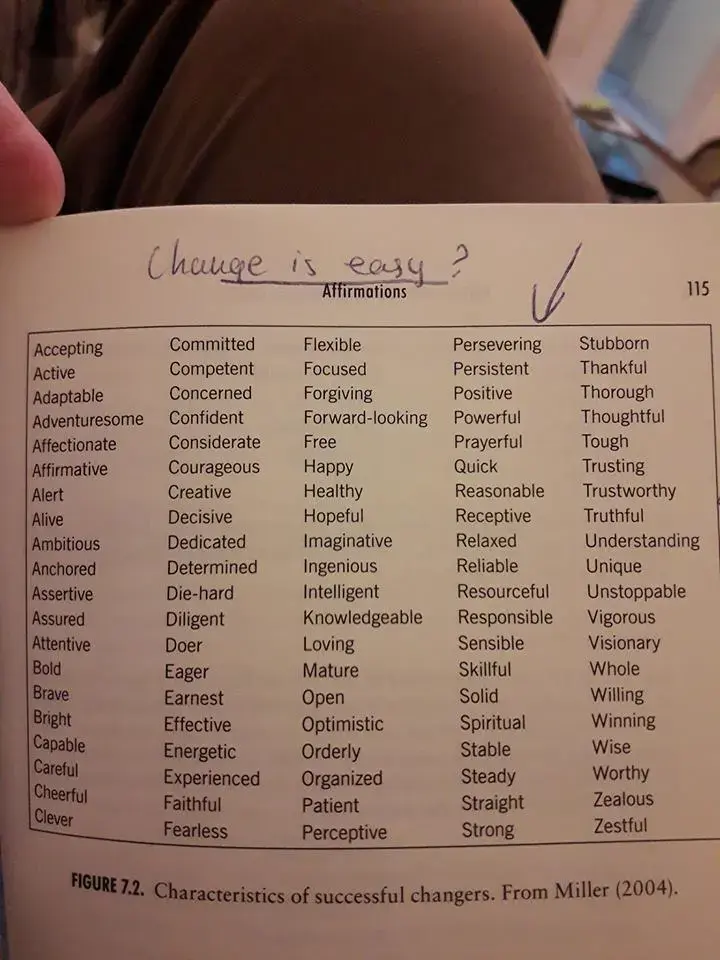 Change is easy?
Affirmations 115
Accepting Committed Flexible Persevering Stubborn
Active Competent Focused Persistent Thankful
Adaptable Concerned Forgiving Positive Thorough
Adventuresome Confident Forward-looking Powerful Thoughtful
Affectionate Considerate Free Prayerful Tough
Affirmative Courageous Happy Quick Trusting
Alert Creative Healthy Reasonable Trustworthy
Alive Decisive Hopeful Receptive Truthful
Ambitious Dedicated Imaginative Relaxed Understanding
Anchored Determined Ingenious Reliable Unique
Assertive Die-hard Intelligent Resourceful Unstoppable
Assured Diligent Knowledgeable Responsible Vigorous
Attentive Doer Loving Sensible Visionary
Bold Eager Mature Skillful Whole
Brave Earnest Open Solid Willing
Bright Effective Optimistic Spiritual Winning
Capable Energetic Orderly Stable Wise
Careful Experienced Organized Steady Worthy
Cheerful Faithful Patient Straight Zealous
Clever Fearless Perceptive Strong Zestful
FIGURE 7.2. Characteristics of successful changers. From Miller (2004).